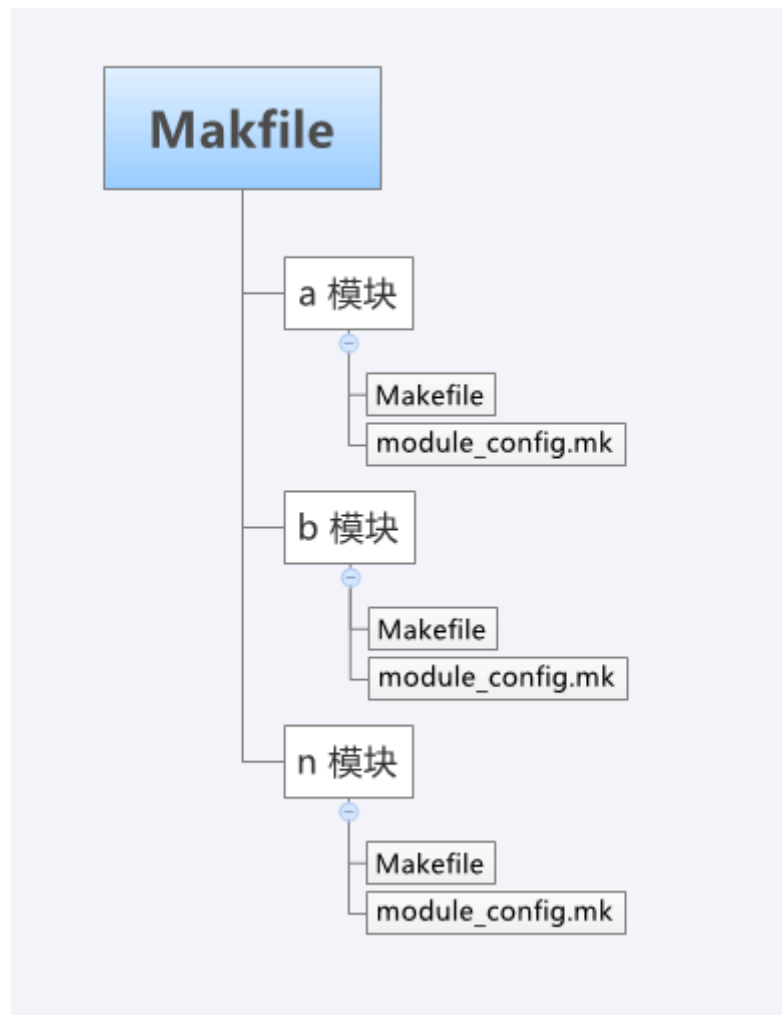 Makfile
a 模块
Makefile
module_config.mk
b 模块
Makefile
module_config.mk
n 模块
Makefile
module_config.mk